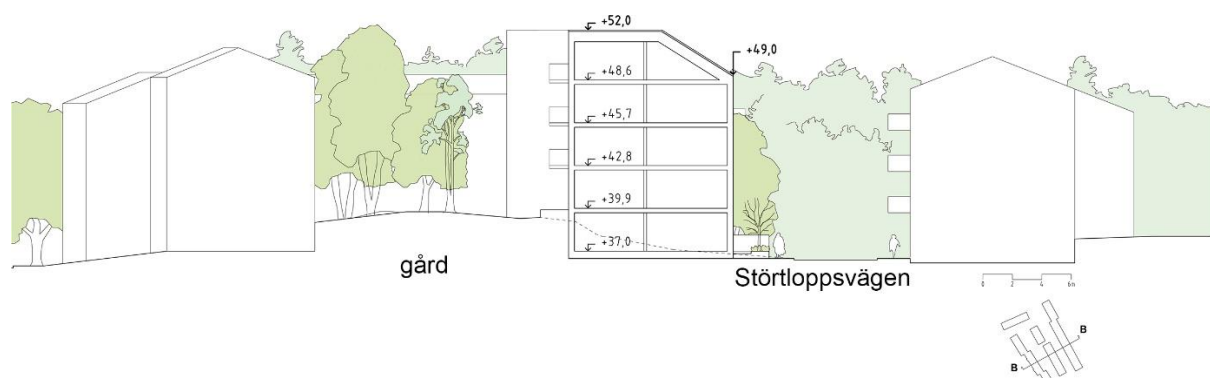 +52,0
+49,0
+48,6
+45,7
+42,8
+39,9
+37,0
gård
Störtloppsvägen
0 2 4 6m
B
B